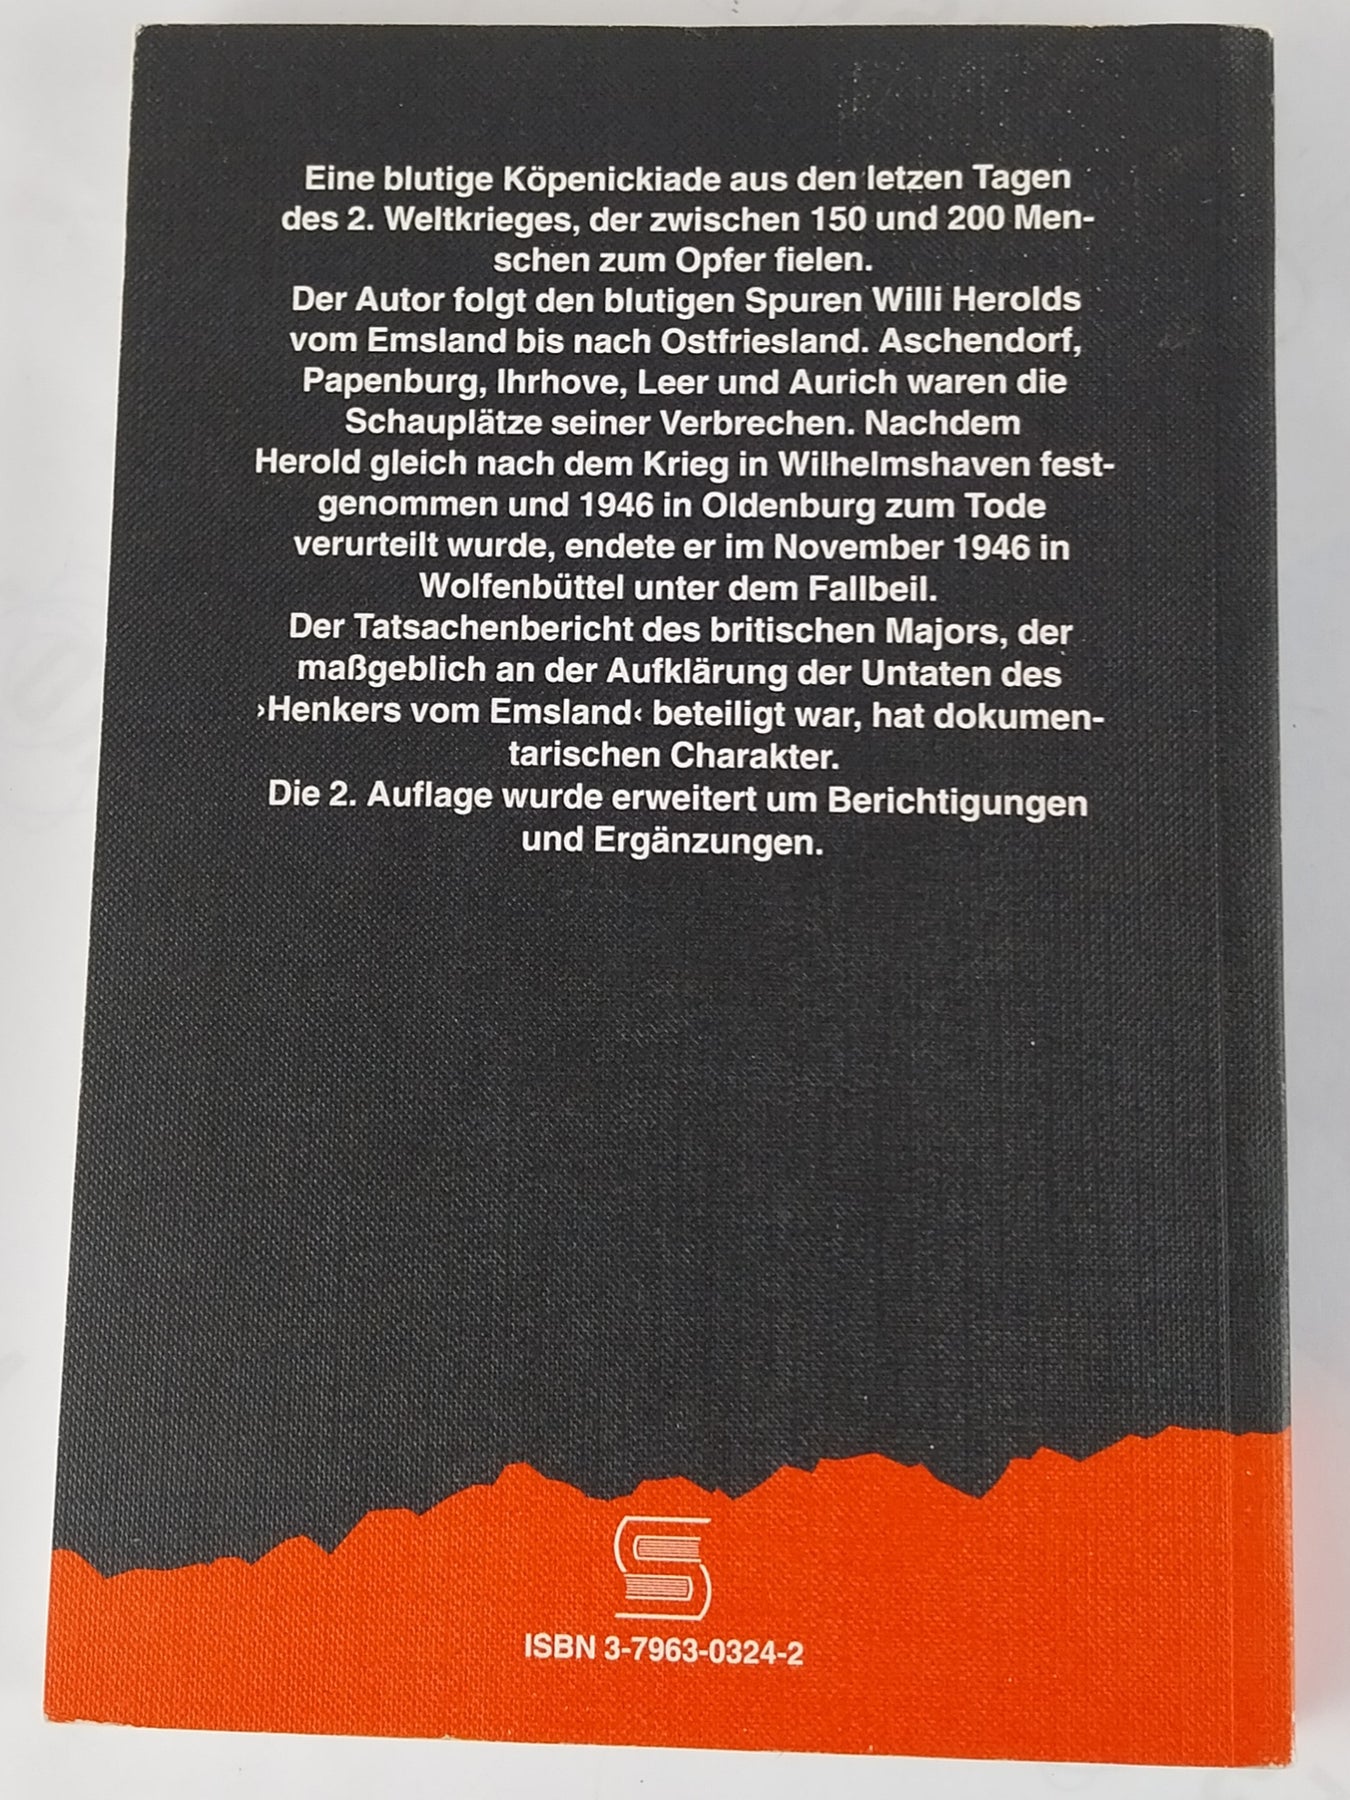 Eine blutige Köpenickiade aus den letzen Tagen
des 2. Weltkrieges, der zwischen 150 und 200 Men-
schen zum Opfer fielen.
Der Autor folgt den blutigen Spuren Willi Herolds
vom Emsland bis nach Ostfriesland. Aschendorf,
Papenburg, Ihrhove, Leer und Aurich waren die
Schauplätze seiner Verbrechen. Nachdem
Herold gleich nach dem Krieg in Wilhelmshaven fest-
genommen und 1946 in Oldenburg zum Tode
verurteilt wurde, endete er im November 1946 in
Wolfenbüttel unter dem Fallbeil.
Der Tatsachenbericht des britischen Majors, der
maßgeblich an der Aufklärung der Untaten des
›Henkers vom Emsland‹ beteiligt war, hat dokumen-
tarischen Charakter.
Die 2. Auflage wurde erweitert um Berichtigungen
und Ergänzungen.
ISBN 3-7963-0324-2